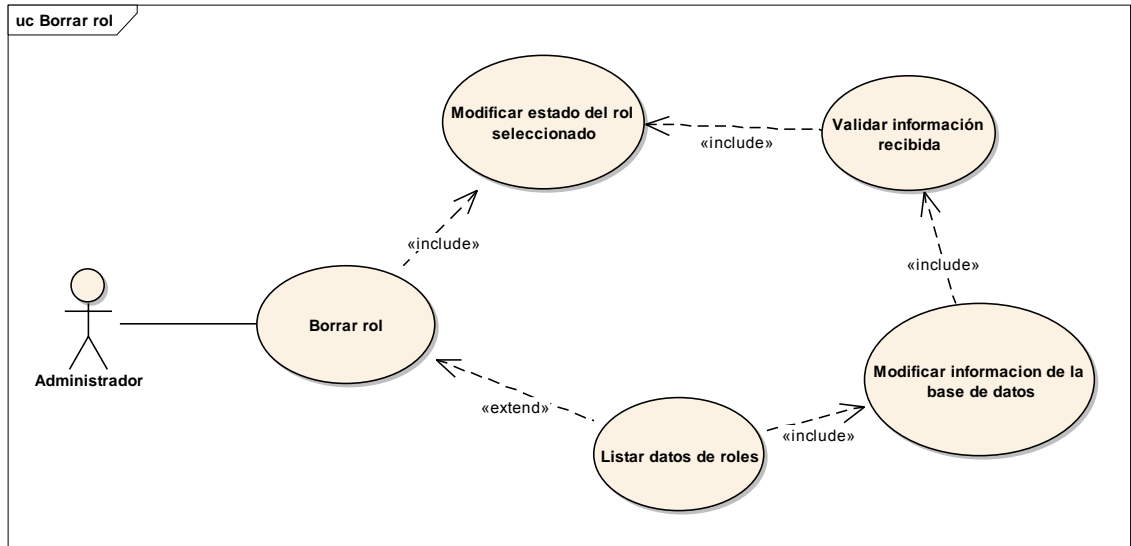 uc Borrar rol
Modificar estado del rol
seleccionado
Validar información
recibida
«include»
«include»
«include»
Borrar rol
Administrador
Modificar informacion de la
base de datos
«extend»
«include»
Listar datos de roles